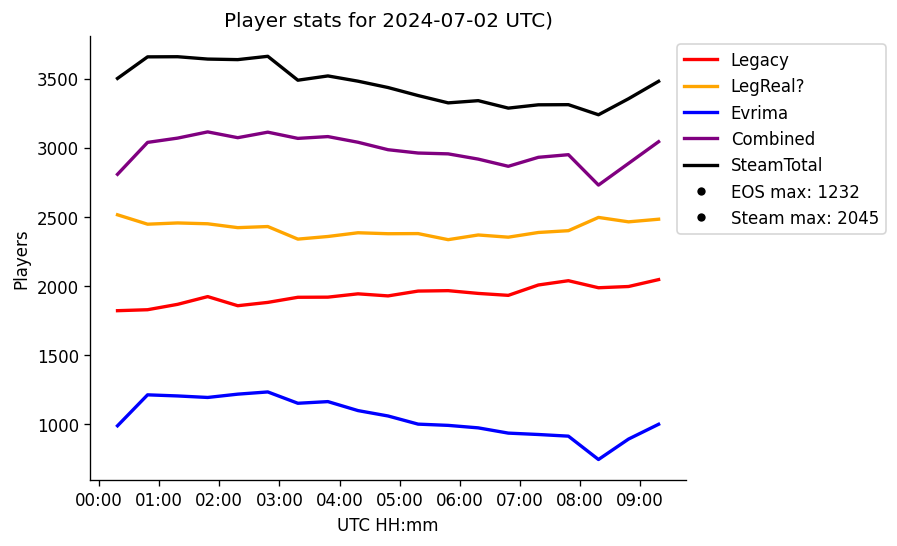 Player stats for 2024-07-02 UTC)
Legacy
LegReal?
Evrima
Combined
SteamTotal
EOS max: 1232
Steam max: 2045
Players
3500
3000
2500
2000
1500
1000
00:00 01:00 02:00 03:00 04:00 05:00 06:00 07:00 08:00 09:00
UTC HH:mm